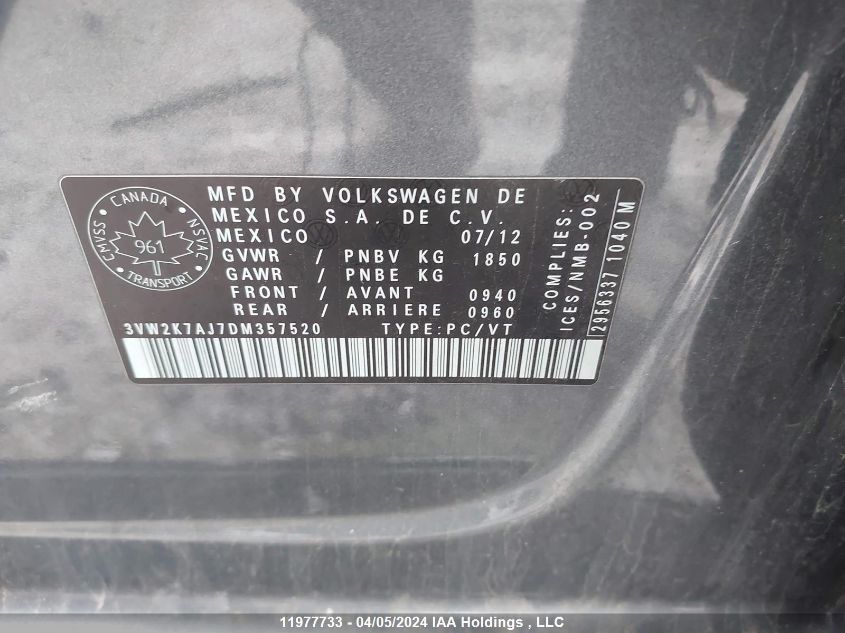 CANADA
CMVSS
961
NSVAC
TRANSPORT
MFD BY VOLKSWAGEN DE
MEXICO S.A. DE C.V.
MEXICO 07/12
GVWR / PNBV KG 1850
GAWR / PNBE KG
FRONT / AVANT 0940
REAR / ARRIERE 0960
3VW2K7AJ7DM357520 TYPE:PC/VT
COMPLIES:
ICES/NMB-002
2956337 1040 M
11977733 - 04/05/2024 IAA Holdings , LLC